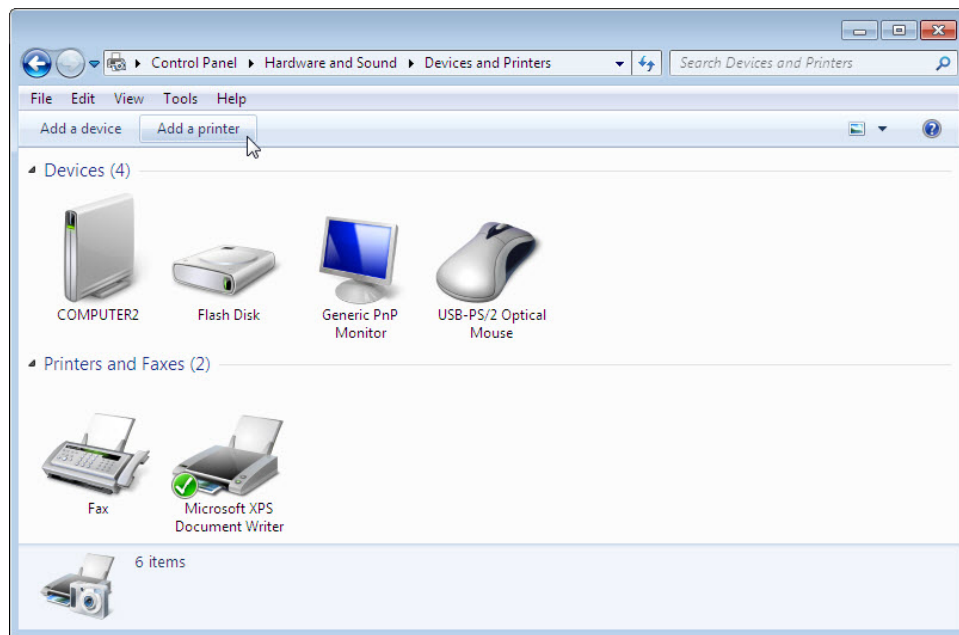 Control Panel Hardware and Sound Devices and Printers Search Devices and Printers
File Edit View Tools Help
Add a device Add a printer
Devices (4)
COMPUTER2 Flash Disk Generic PnP Monitor USB-PS/2 Optical Mouse
Printers and Faxes (2)
Fax Microsoft XPS Document Writer
6 items